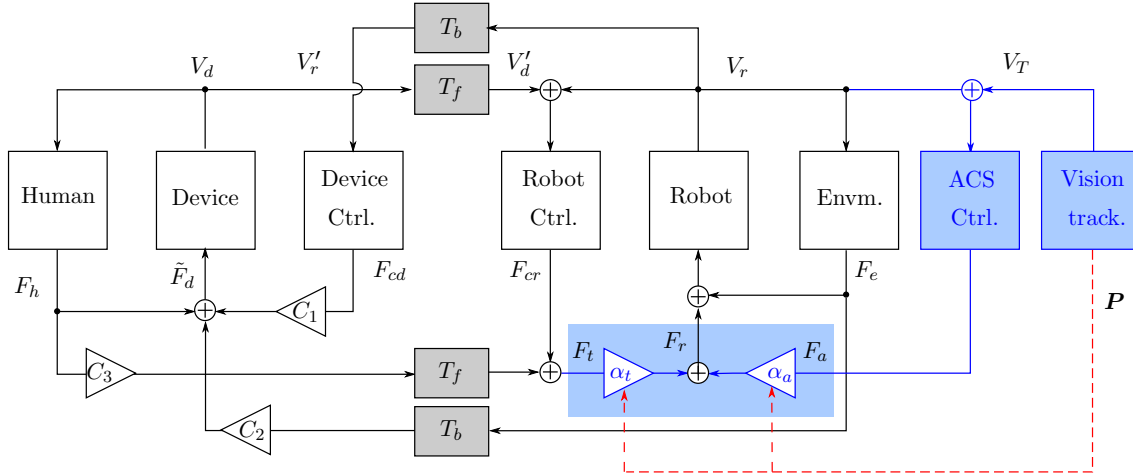 T_b
V_d V'_r V'_d V_r V_T
T_f
Human Device Device Ctrl. Robot Ctrl. Robot Envm. ACS Ctrl. Vision track.
F_h F̃_d F_cd F_cr F_e
C_1 P
F_t F_r F_a
C_3 T_f α_t α_a
C_2 T_b